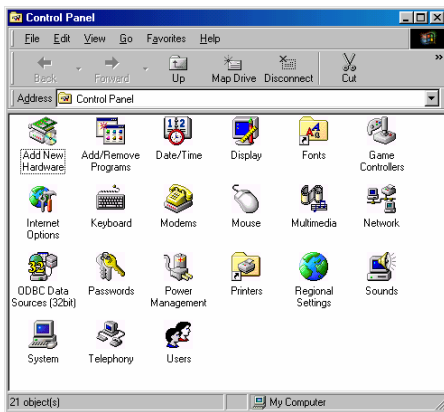 Control Panel
File Edit View Go Favorites Help
Back Forward Up Map Drive Disconnect Cut »
Address Control Panel
Add New Hardware
Add/Remove Programs
Date/Time
Display
Fonts
Game Controllers
Internet Options
Keyboard
Modems
Mouse
Multimedia
Network
ODBC Data Sources (32bit)
Passwords
Power Management
Printers
Regional Settings
Sounds
System
Telephony
Users
21 object(s) My Computer